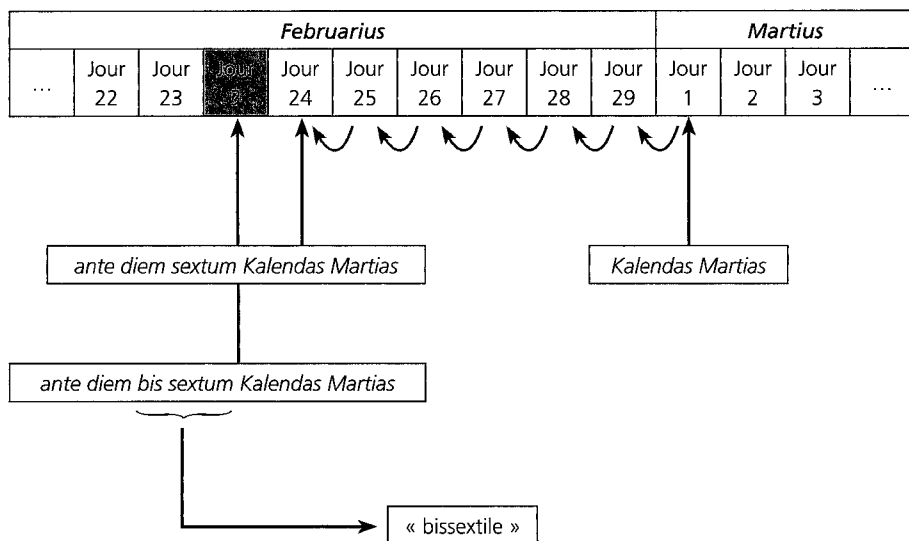 Februarius Martius
... Jour Jour Jour Jour Jour Jour Jour Jour Jour Jour Jour Jour ...
22 23 24 25 26 27 28 29 1 2 3
ante diem sextum Kalendas Martias Kalendas Martias
ante diem bis sextum Kalendas Martias
« bissextile »